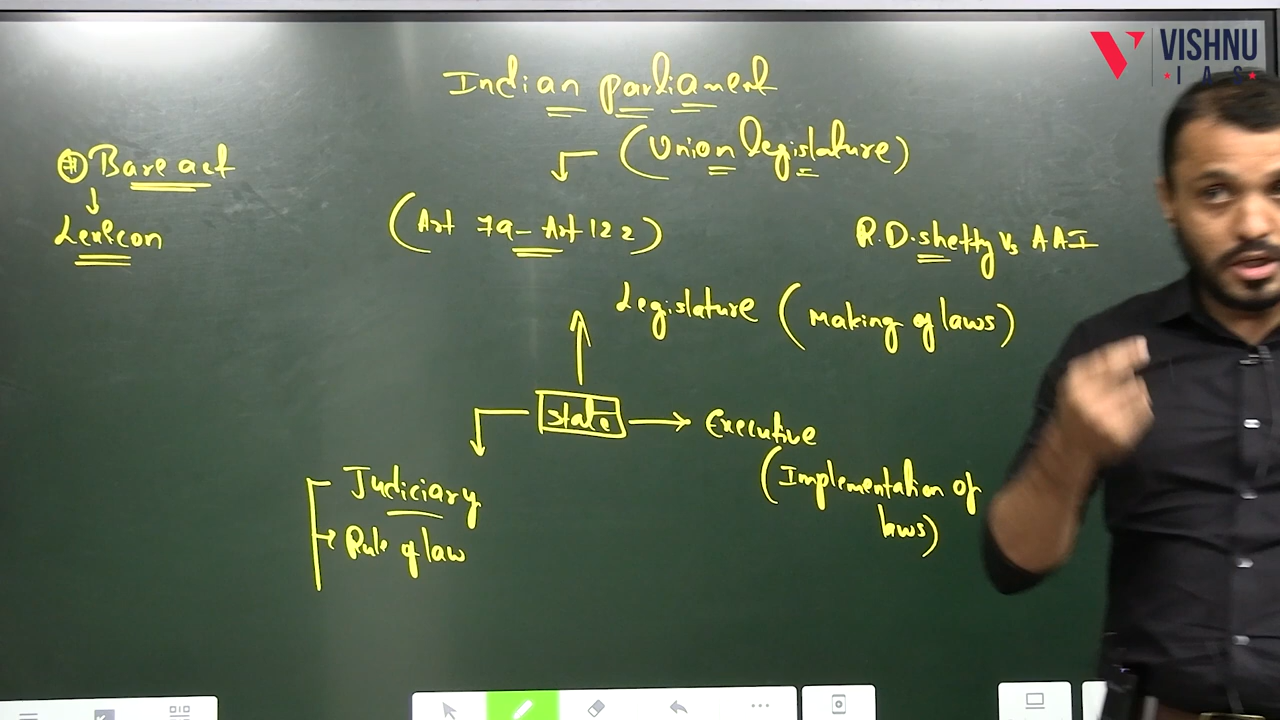 VISHNU
IAS
Indian parliament
(Union legislature)
(Art 79 - Art 122)
* Bare act
↓
Lexicon
R.D. shetty Vs AAI
Legislature (Making of laws)
State → Executive
(Implementation of
laws)
Judiciary
→ Rule of law